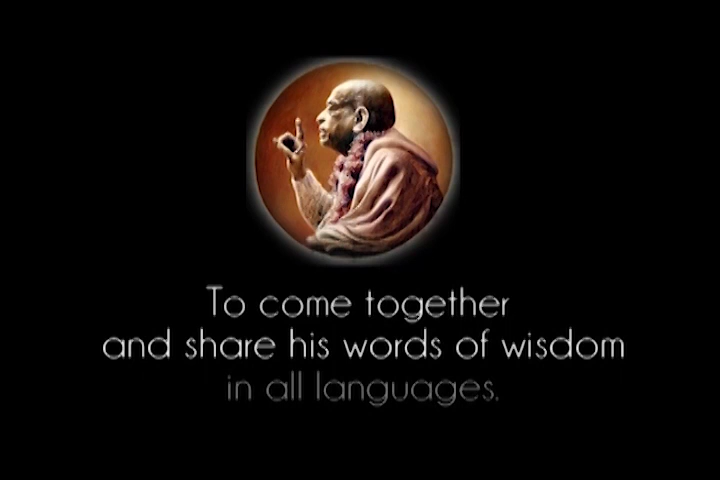 To come together
and share his words of wisdom
in all languages.